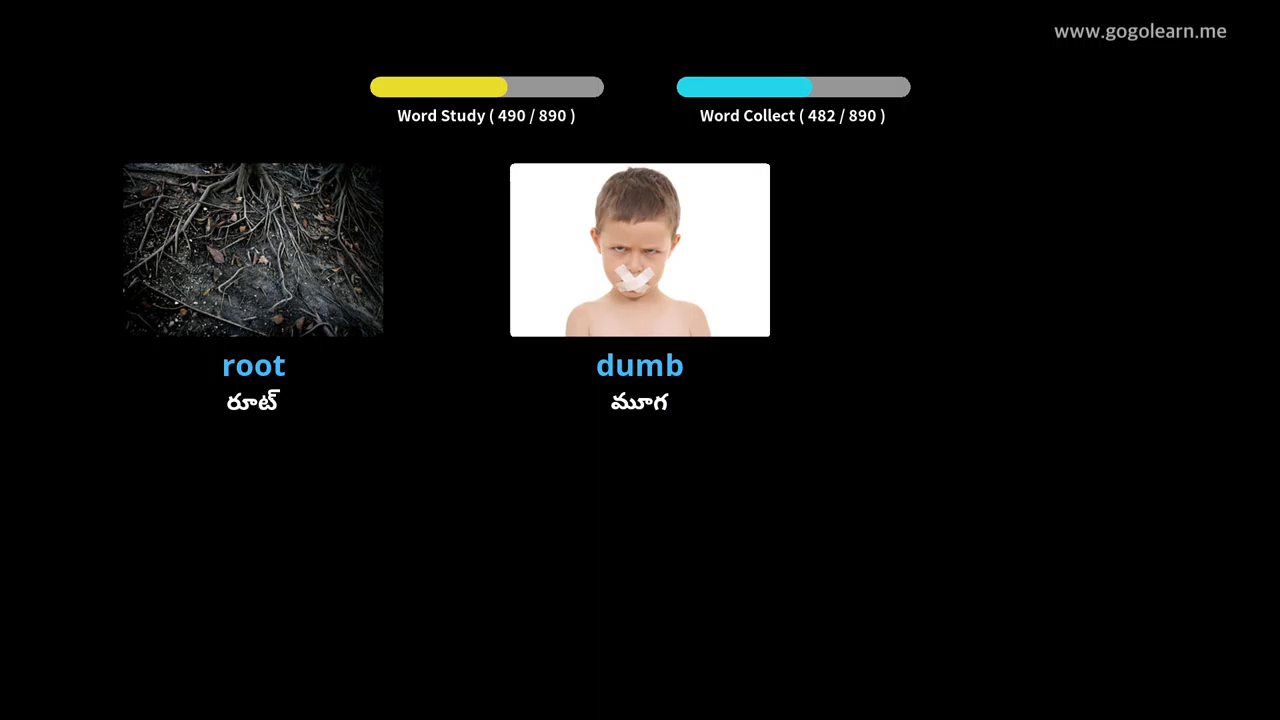 www.gogolearn.me
Word Study ( 490 / 890 )
Word Collect ( 482 / 890 )
root
dumb
రూట్
మూగ